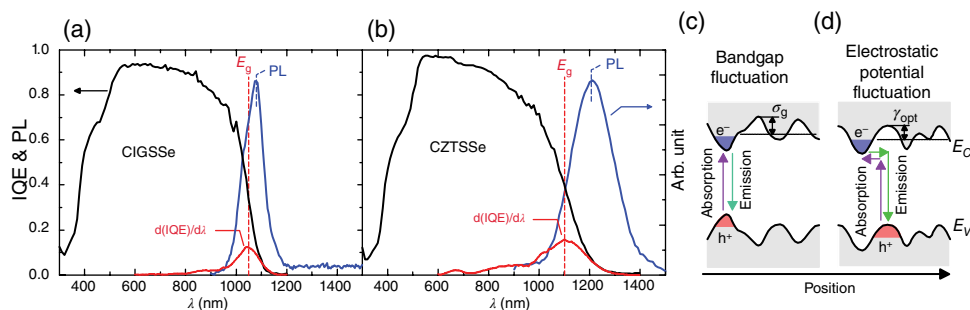 (a)
IQE & PL
1.0
0.8
0.6
0.4
0.2
0.0
E_g
PL
CIGSSe
d(IQE)/dλ
400 600 800 1000 1200 1400
λ (nm)
(b)
E_g
PL
CZTSSe
d(IQE)/dλ
400 600 800 1000 1200 1400
λ (nm)
Arb. unit
(c)
Bandgap
fluctuation
σ_g
e⁻
Absorption
Emission
h⁺
(d)
Electrostatic
potential
fluctuation
γ_opt
e⁻
E_C
Absorption
Emission
E_V
h⁺
Position